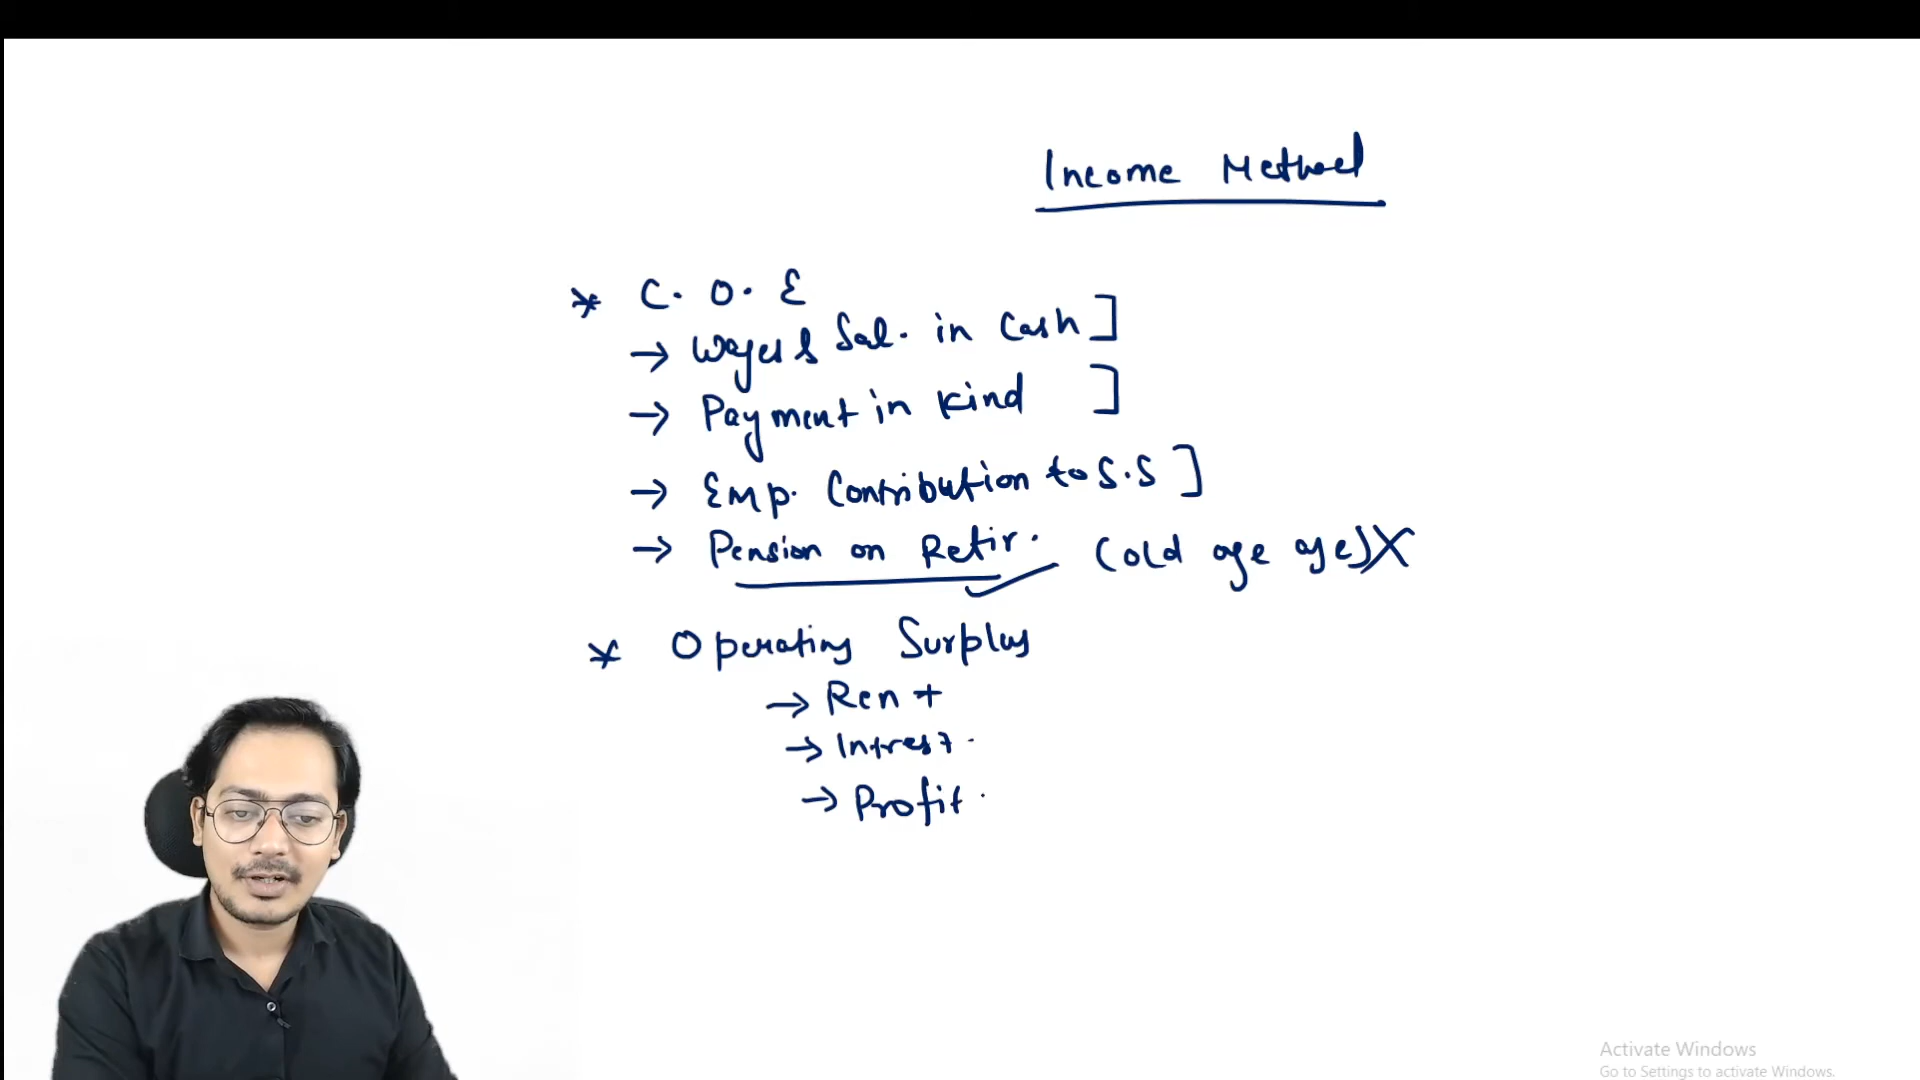 Income Method
* C. O. E
→ Wages & Sal. in Cash ]
→ Payment in Kind ]
→ Emp. Contribution to S.S ]
→ Pension on Retir. ✓ (old age age) X
* Operating Surplus
→ Rent
→ Intrest.
→ Profit.
Activate Windows
Go to Settings to activate Windows.